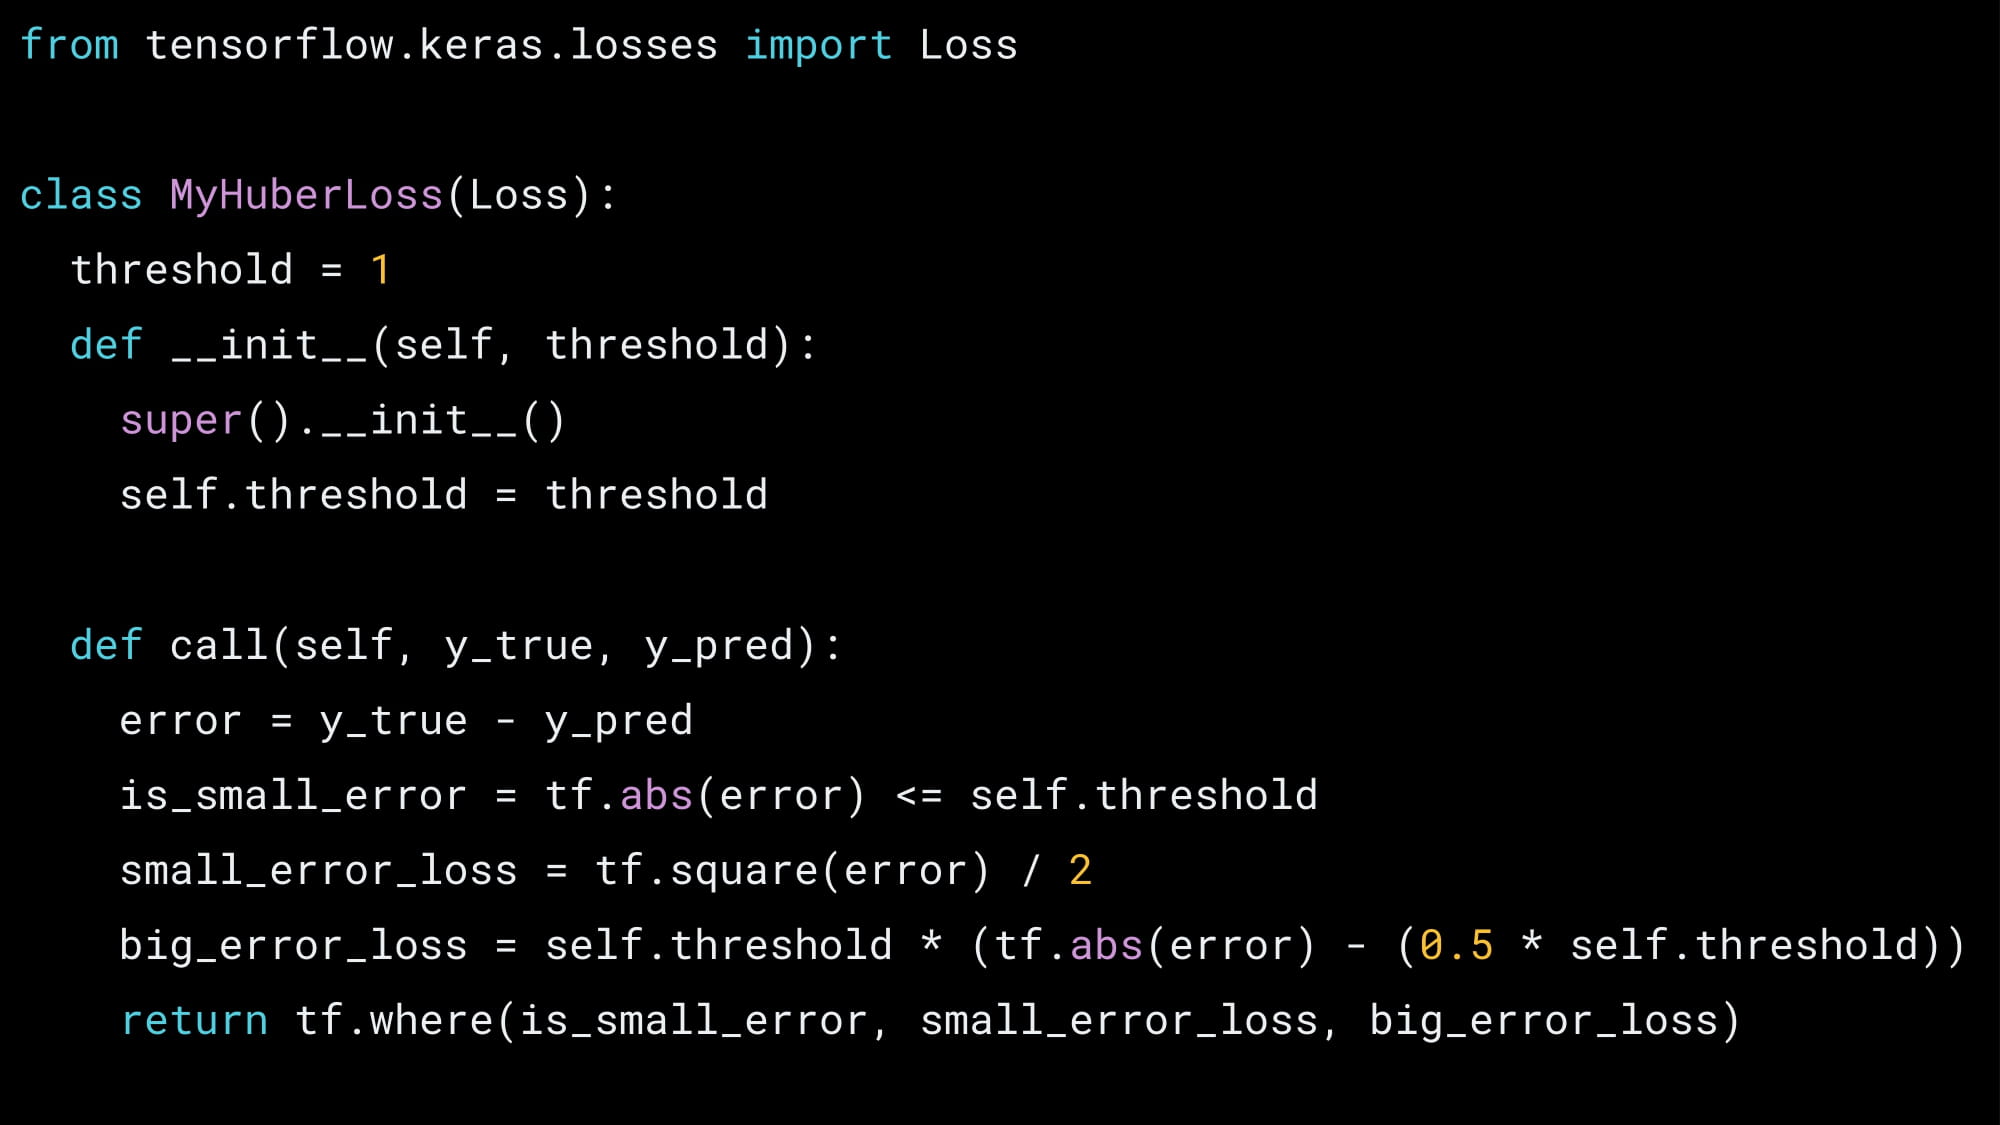 from tensorflow.keras.losses import Loss
class MyHuberLoss(Loss):
  threshold = 1
  def __init__(self, threshold):
    super().__init__()
    self.threshold = threshold
  def call(self, y_true, y_pred):
    error = y_true - y_pred
    is_small_error = tf.abs(error) <= self.threshold
    small_error_loss = tf.square(error) / 2
    big_error_loss = self.threshold * (tf.abs(error) - (0.5 * self.threshold))
    return tf.where(is_small_error, small_error_loss, big_error_loss)